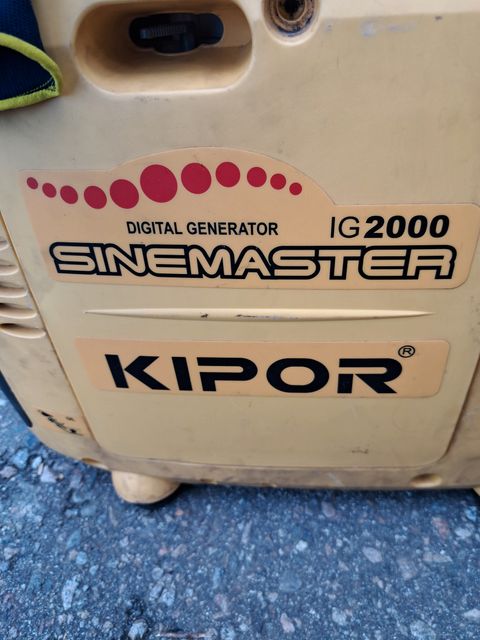 DIGITAL GENERATOR IG2000
SINEMASTER
KIPOR®